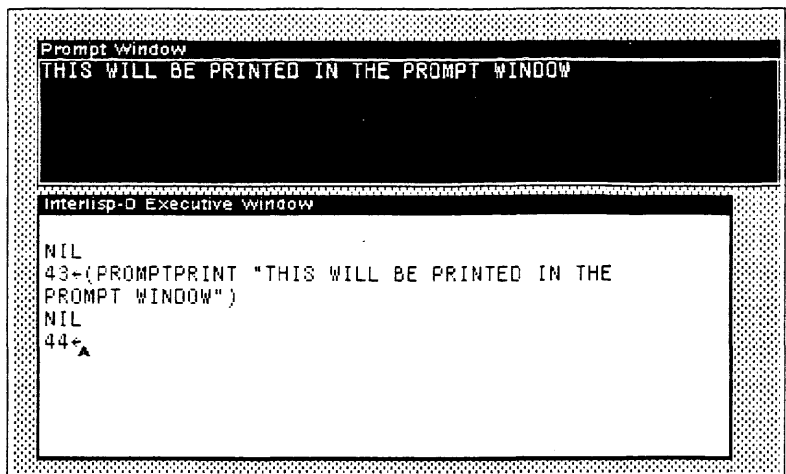 Prompt Window
THIS WILL BE PRINTED IN THE PROMPT WINDOW
Interlisp-D Executive Window
NIL
43←(PROMPTPRINT "THIS WILL BE PRINTED IN THE
PROMPT WINDOW")
NIL
44←